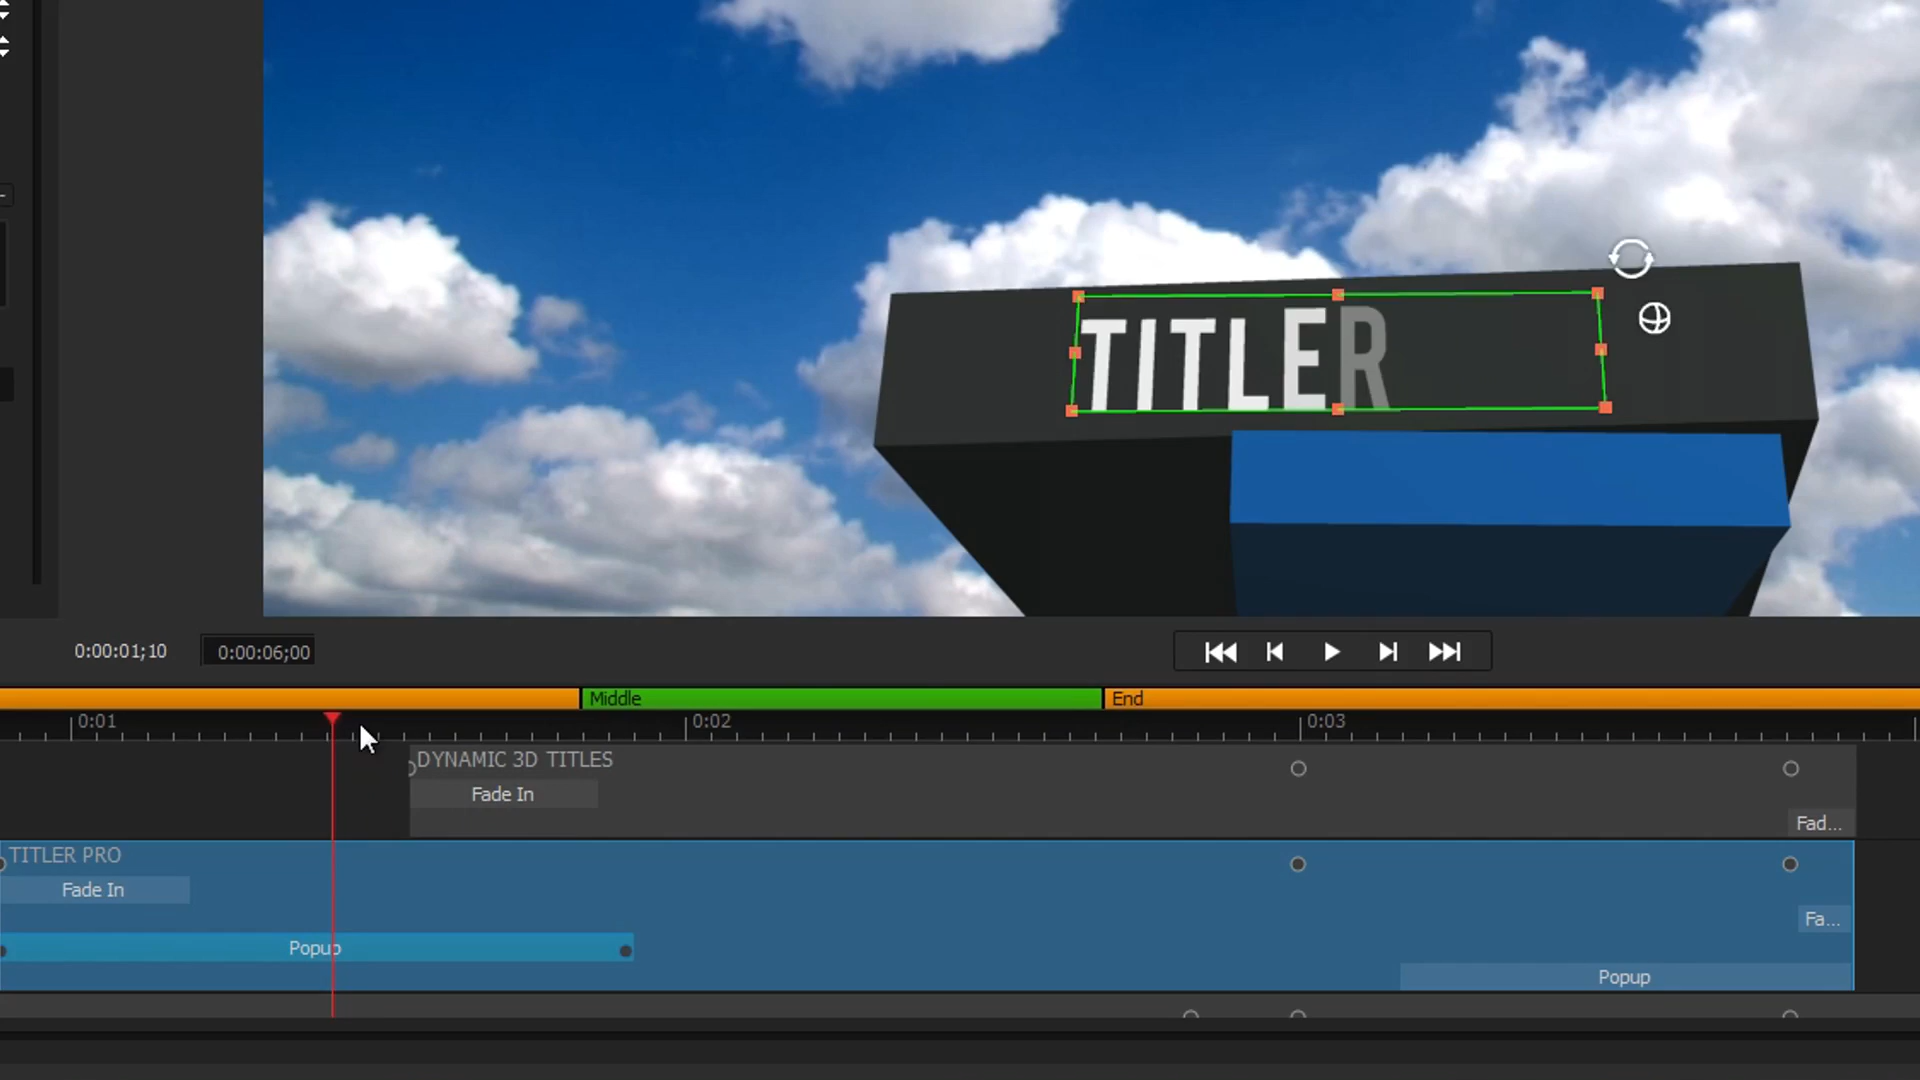 TITLER
0:00:01;10
0:00:06;00
Middle
End
0:01
0:02
0:03
DYNAMIC 3D TITLES
Fade In
Fad...
TITLER PRO
Fade In
Fa...
Popup
Popup